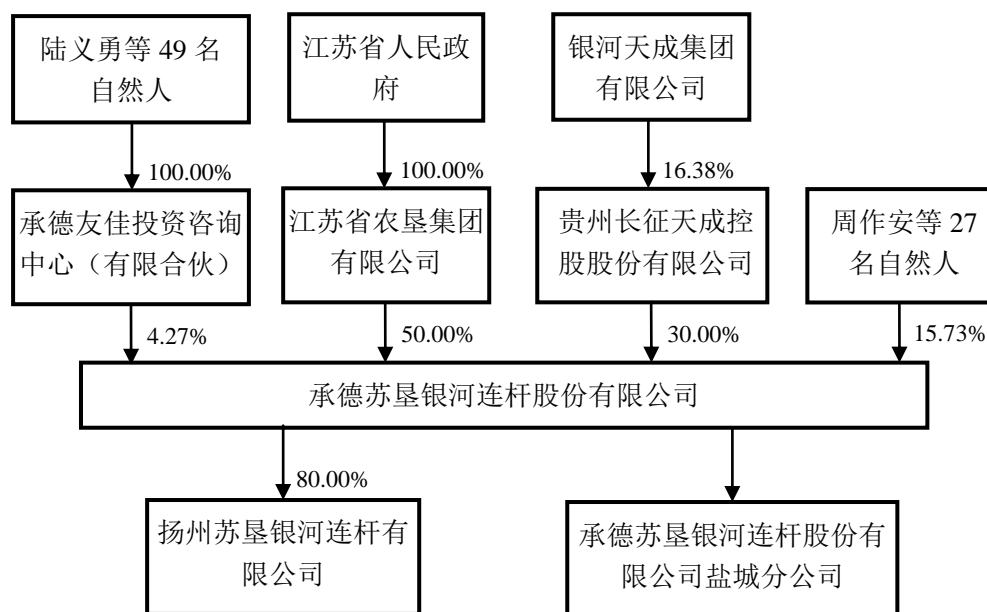 陆义勇等 49 名
自然人
江苏省人民政
府
银河天成集团
有限公司
100.00%
100.00%
16.38%
承德友佳投资咨询
中心（有限合伙）
江苏省农垦集团
有限公司
贵州长征天成控
股股份有限公司
周作安等 27
名自然人
4.27%
50.00%
30.00%
15.73%
承德苏垦银河连杆股份有限公司
80.00%
扬州苏垦银河连杆有
限公司
承德苏垦银河连杆股份有
限公司盐城分公司